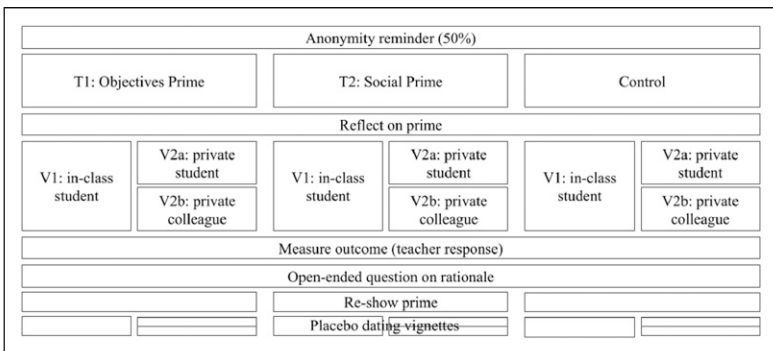 Anonymity reminder (50%)
T1: Objectives Prime
T2: Social Prime
Control
Reflect on prime
V1: in-class
student
V2a: private
student
V2b: private
colleague
V1: in-class
student
V2a: private
student
V2b: private
colleague
V1: in-class
student
V2a: private
student
V2b: private
colleague
Measure outcome (teacher response)
Open-ended question on rationale
Re-show prime
Placebo dating vignettes